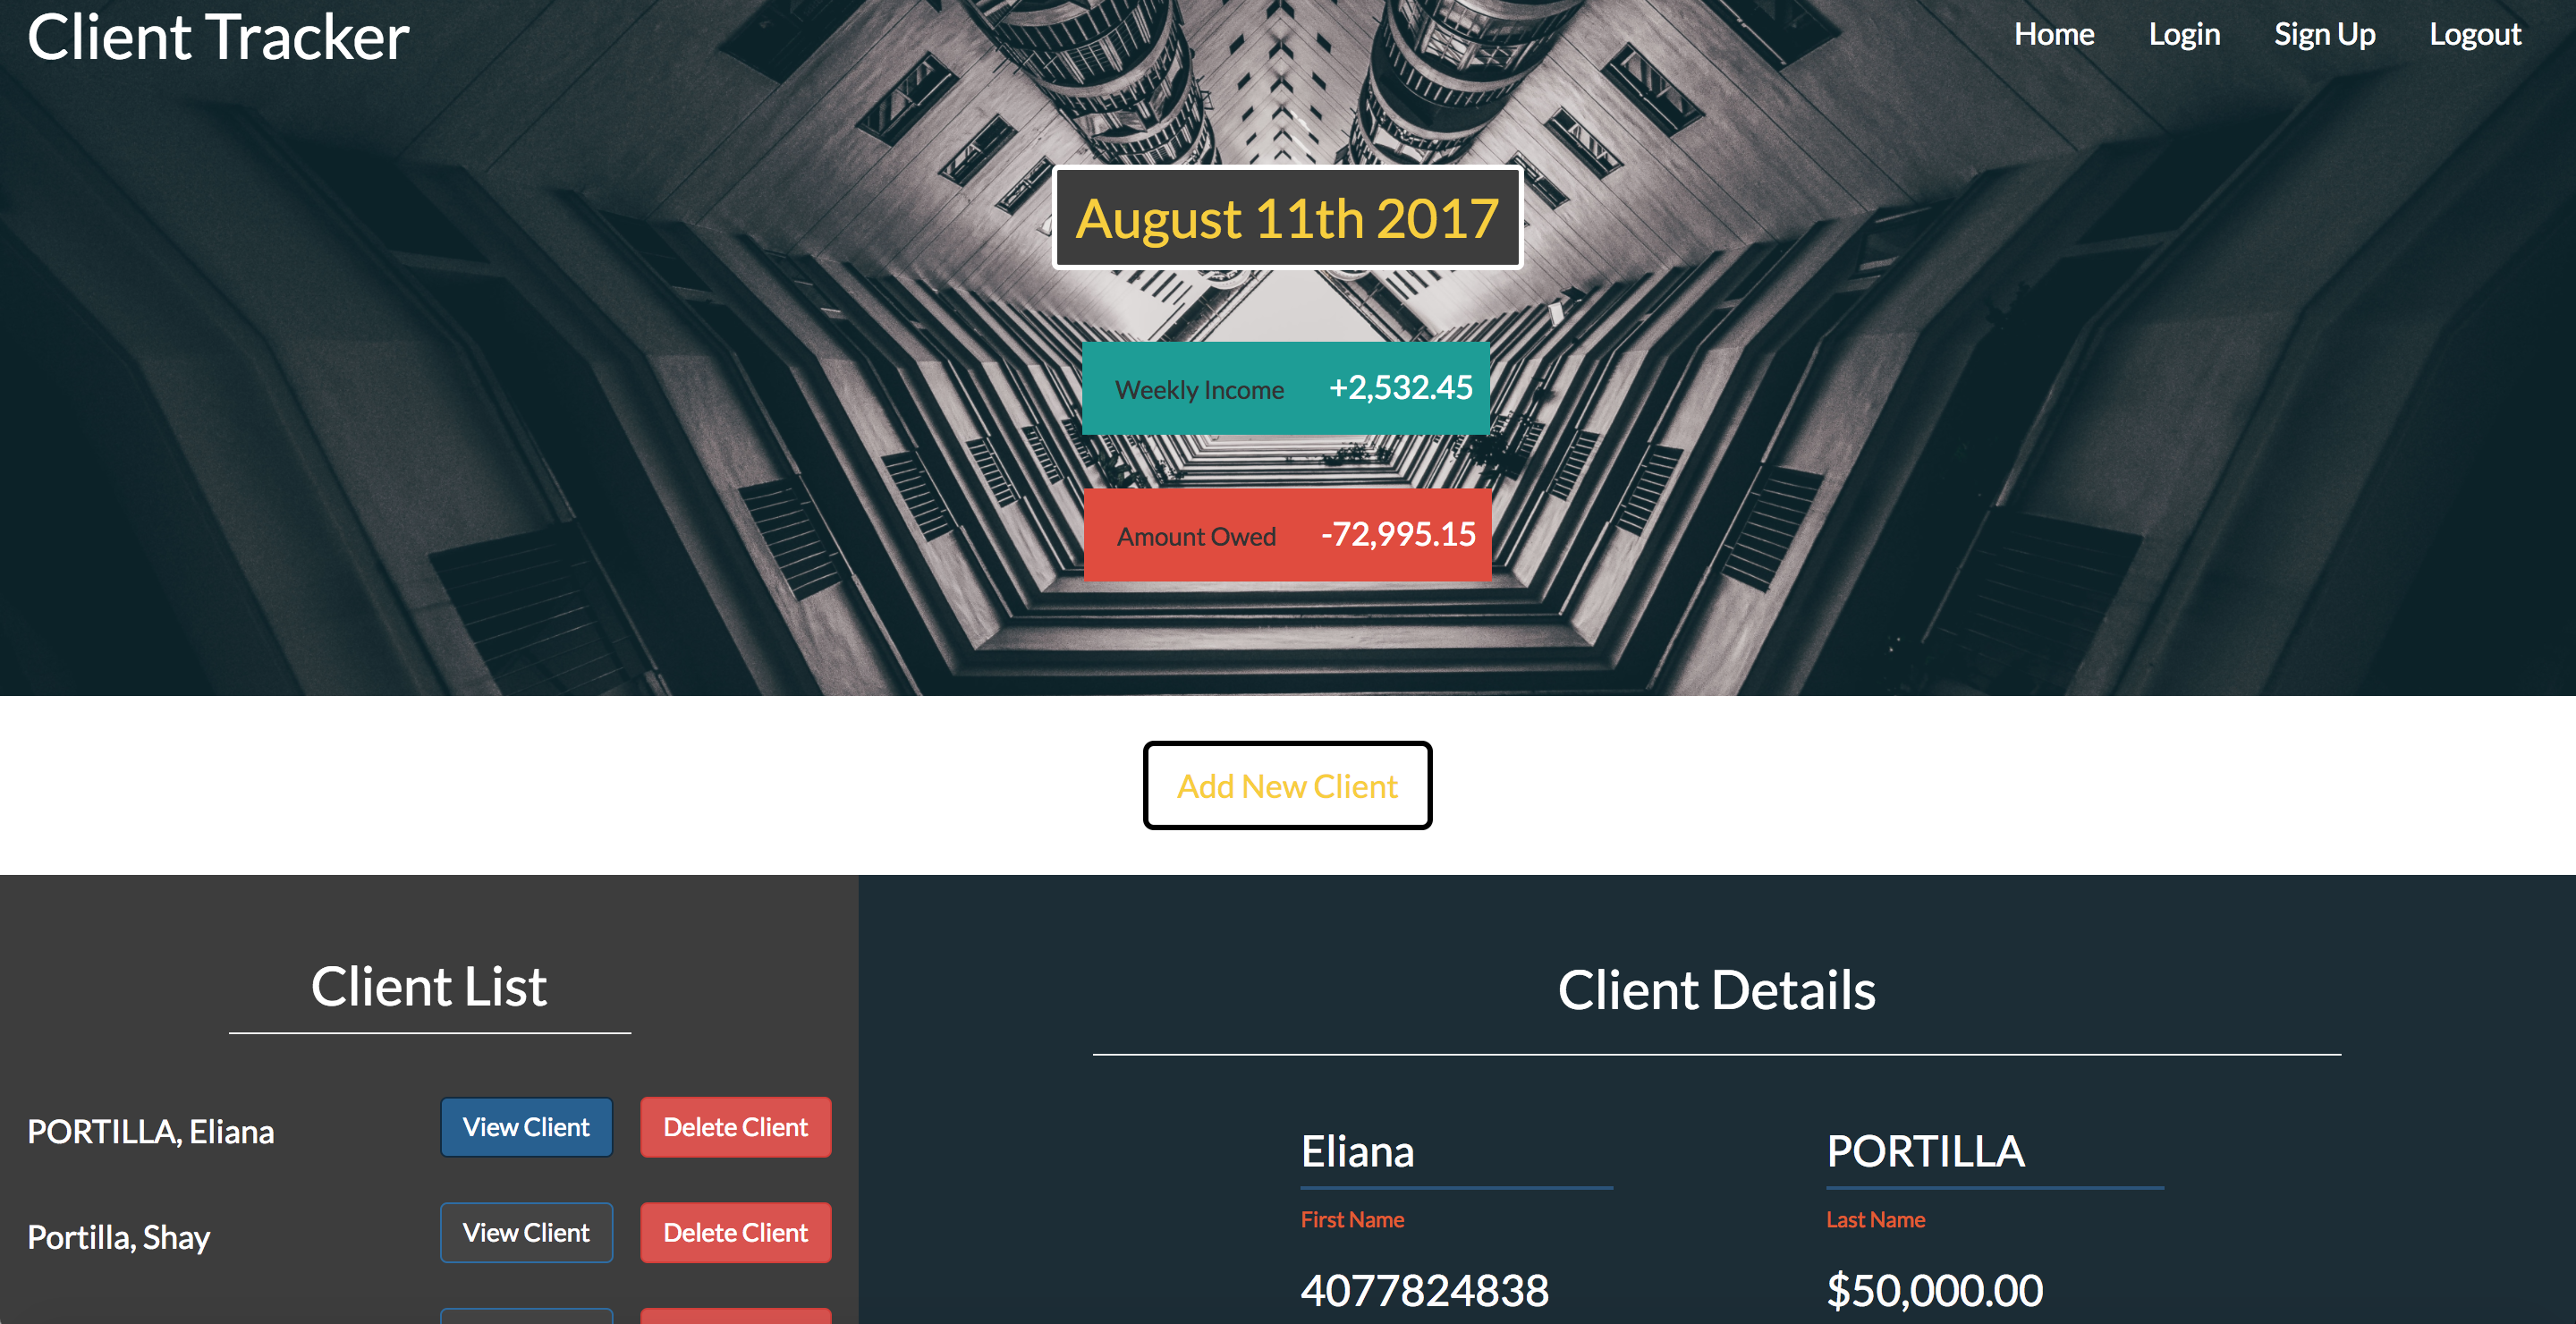 Client Tracker
Home Login Sign Up Logout
August 11th 2017
Weekly Income +2,532.45
Amount Owed -72,995.15
Add New Client
Client List
PORTILLA, Eliana View Client Delete Client
Portilla, Shay View Client Delete Client
Client Details
Eliana PORTILLA
First Name Last Name
4077824838 $50,000.00